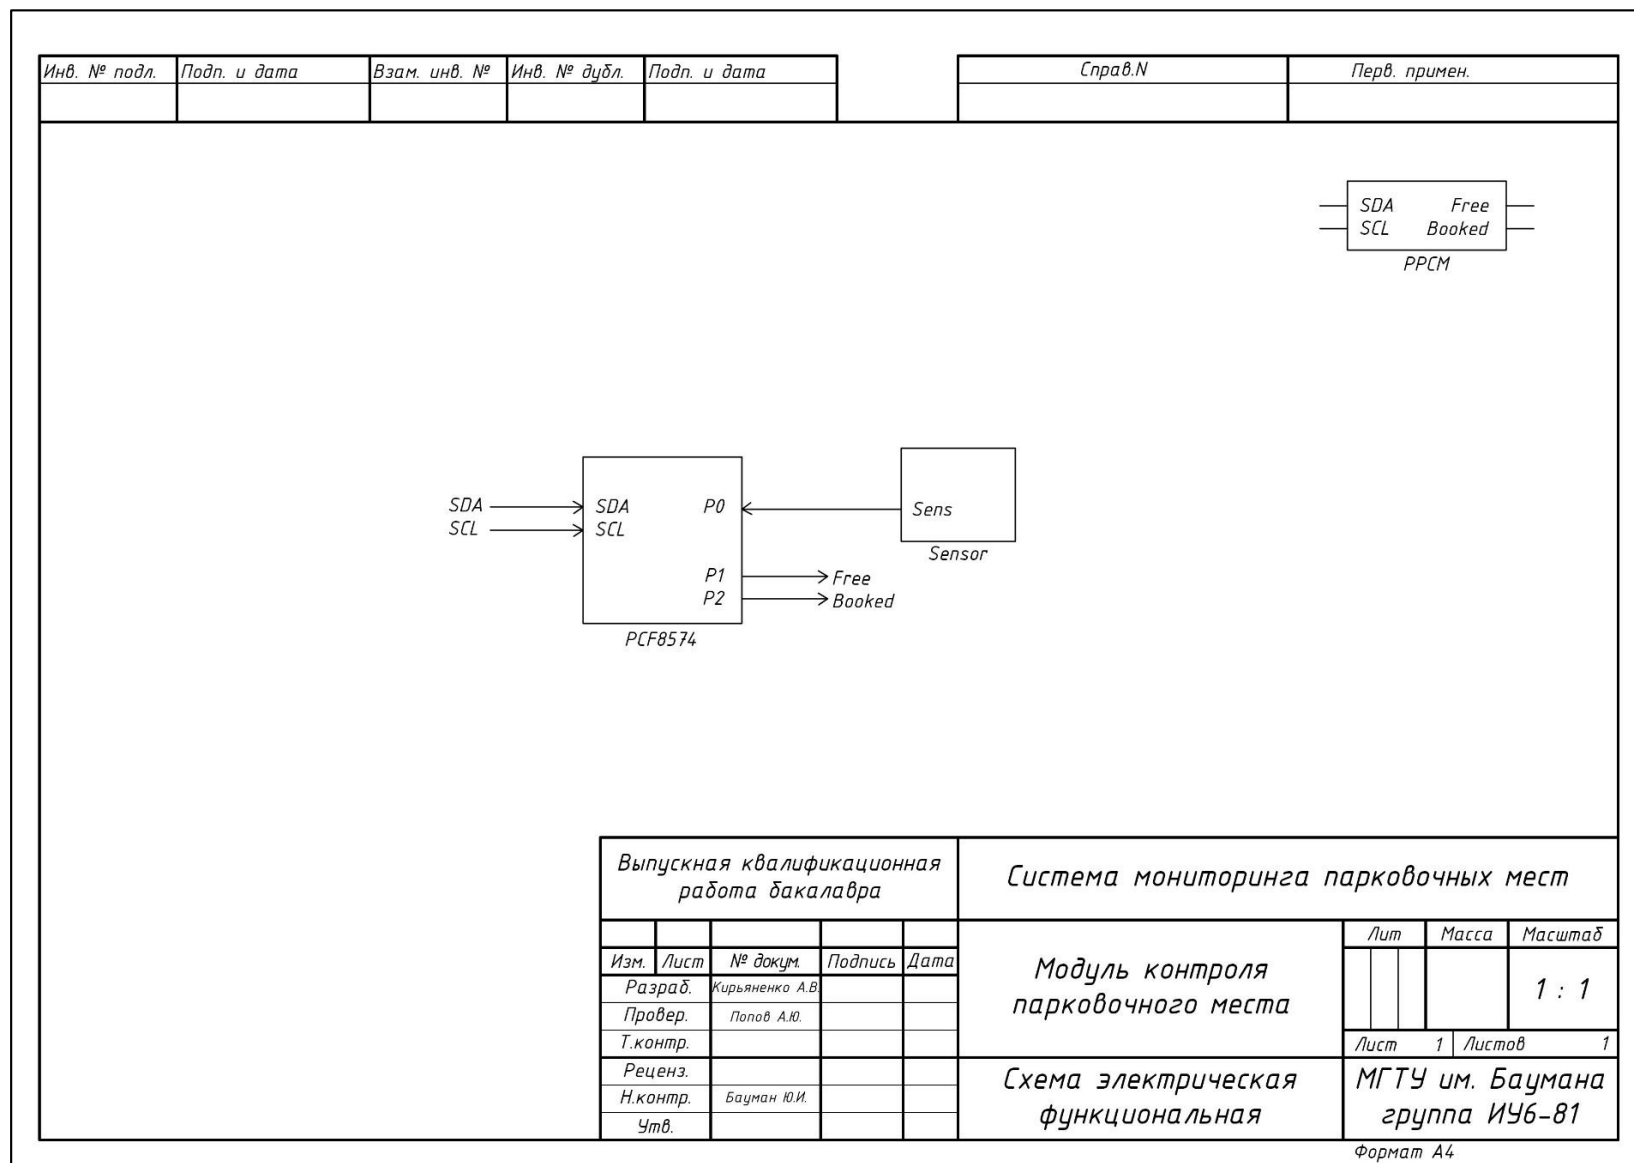 Инв. № подл. Подп. и дата Взам. инв. № Инв. № дубл. Подп. и дата Справ.N Перв. примен.
SDA Free
SCL Booked
PPCM
SDA SDA P0 Sens
SCL SCL
Sensor
P1 Free
P2 Booked
PCF8574
Выпускная квалификационная
работа бакалавра
Система мониторинга парковочных мест
Изм. Лист № докум. Подпись Дата
Разраб. Кирьяненко А.В.
Провер. Попов А.Ю.
Т.контр.
Реценз.
Н.контр. Бауман Ю.И.
Утв.
Модуль контроля
парковочного места
Лит Масса Масштаб
1 : 1
Лист 1 Листов 1
Схема электрическая
функциональная
МГТУ им. Баумана
группа ИУ6-81
Формат А4